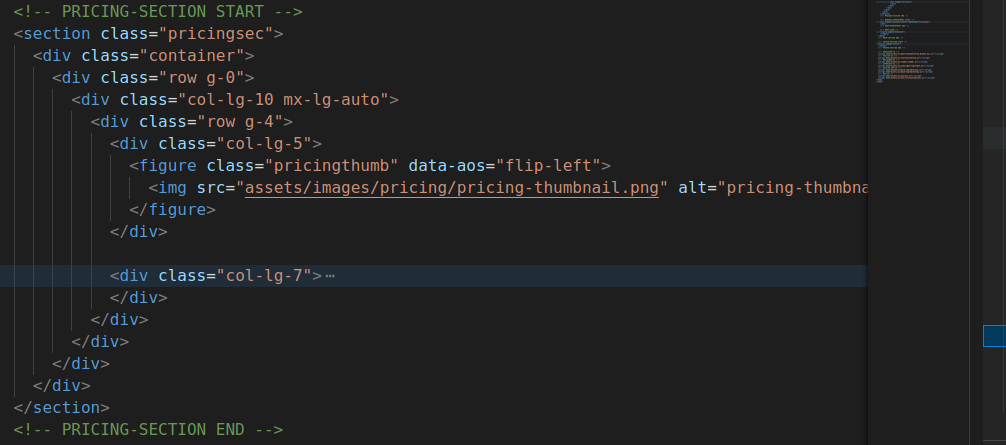 <!-- PRICING-SECTION START -->
<section class="pricingsec">
<div class="container">
<div class="row g-0">
<div class="col-lg-10 mx-lg-auto">
<div class="row g-4">
<div class="col-lg-5">
<figure class="pricingthumb" data-aos="flip-left">
<img src="assets/images/pricing/pricing-thumbnail.png" alt="pricing-thumbna
</figure>
</div>
<div class="col-lg-7">⋯
</div>
</div>
</div>
</div>
</div>
</section>
<!-- PRICING-SECTION END -->